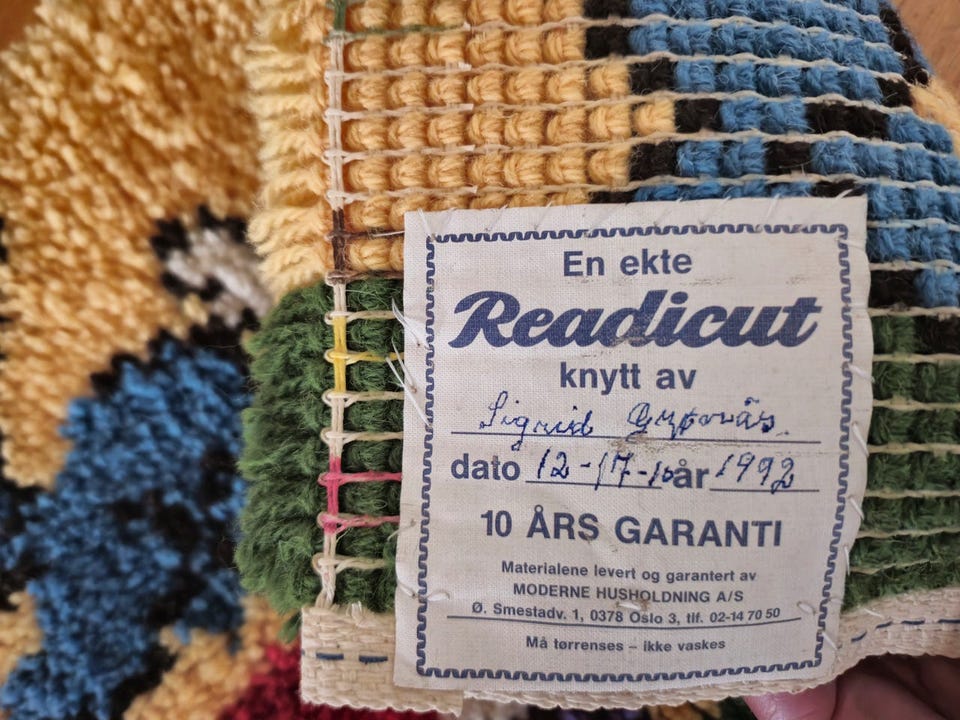 En ekte
Readicut
knytt av
Sigrid
dato 12-17-10 år 1992
10 ÅRS GARANTI
Materialene levert og garantert av
MODERNE HUSHOLDNING A/S
Ø. Smestadv. 1, 0378 Oslo 3, tlf. 02-14 70 50
Må tørrenses – ikke vaskes